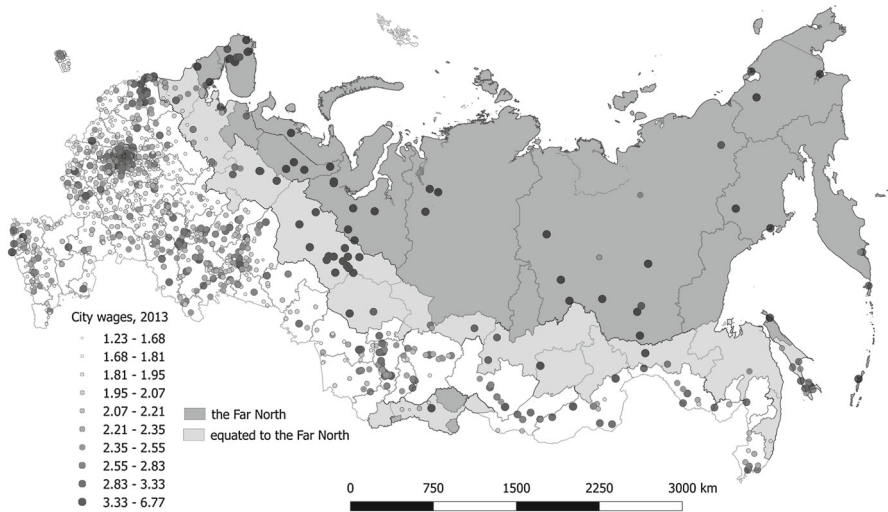 City wages, 2013
1.23 - 1.68
1.68 - 1.81
1.81 - 1.95
1.95 - 2.07
2.07 - 2.21
2.21 - 2.35
2.35 - 2.55
2.55 - 2.83
2.83 - 3.33
3.33 - 6.77
the Far North
equated to the Far North
0 750 1500 2250 3000 km